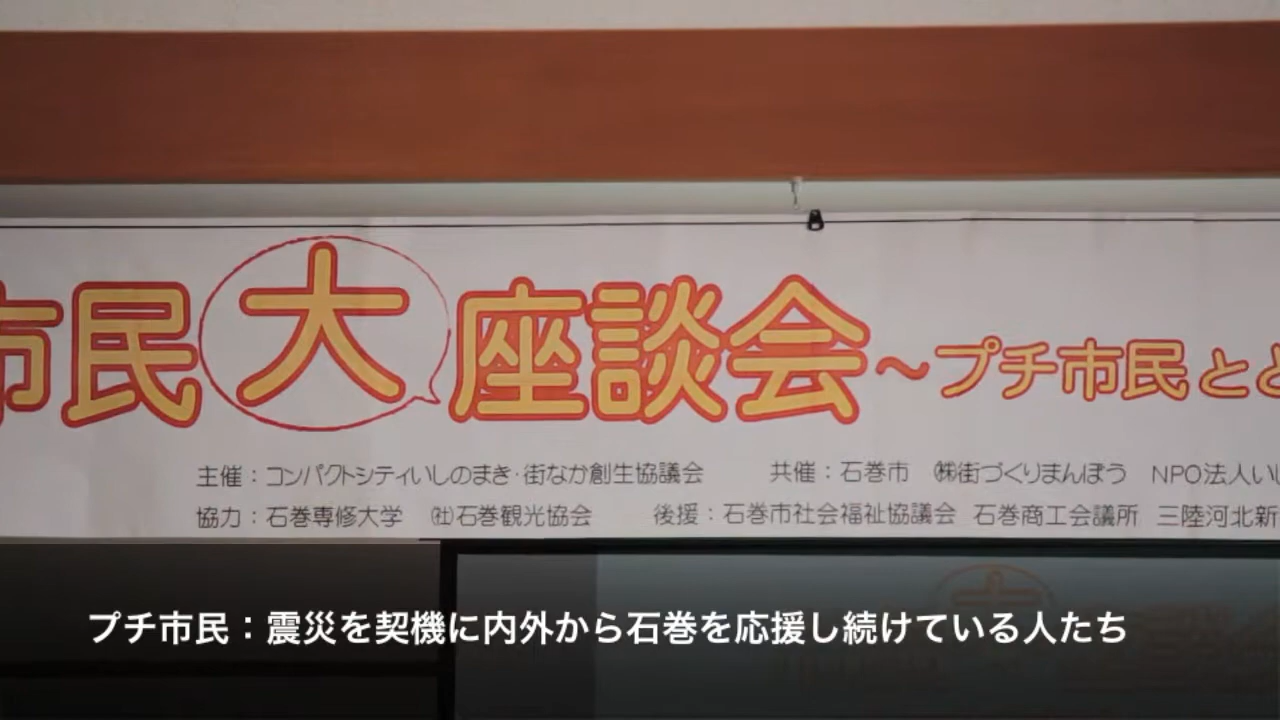 市民大座談会~プチ市民とと
主催:コンパクトシティいしのまき·街なか創生協議会 共催:石巻市 ㈱街づくりまんぼう NPO法人いし
協力:石巻専修大学 ㈳石巻観光協会 後援:石巻市社会福祉協議会 石巻商工会議所 三陸河北新
プチ市民:震災を契機に内外から石巻を応援し続けている人たち